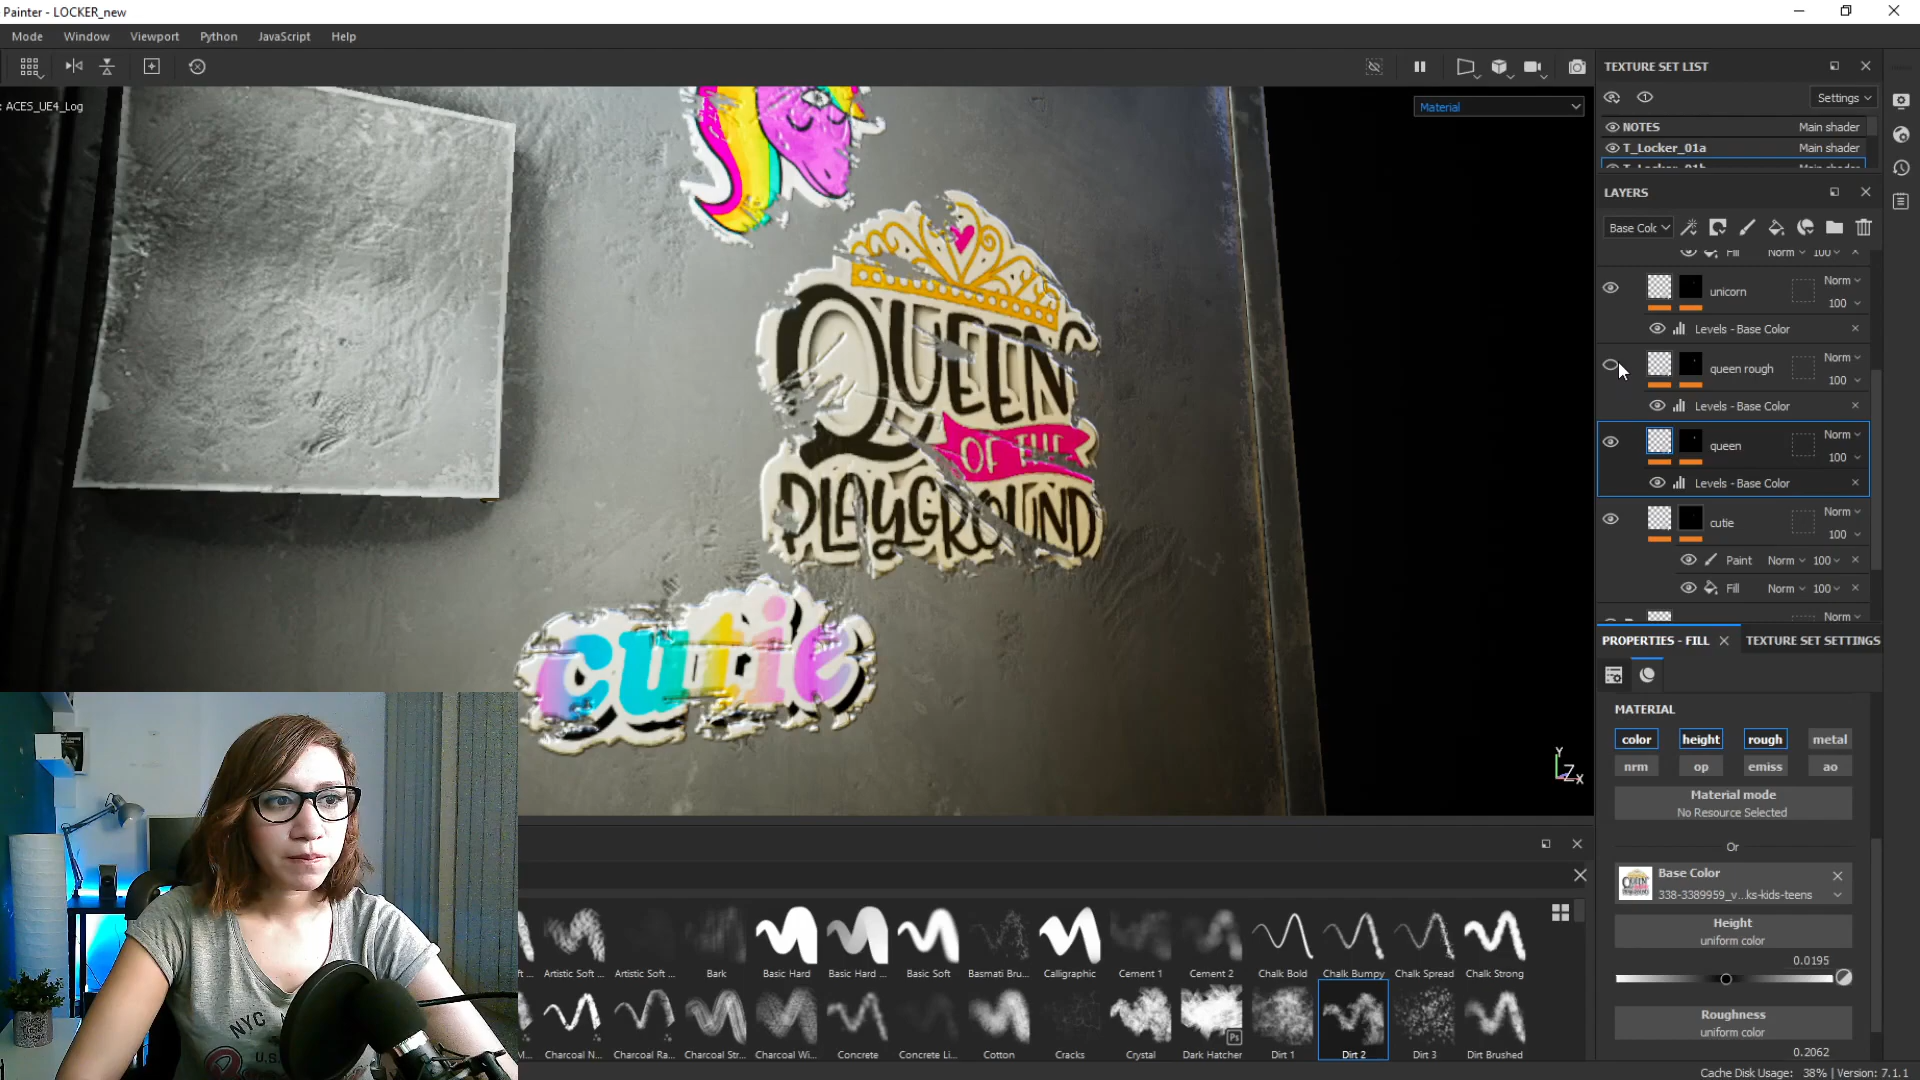 Painter - LOCKER_new
Mode Window Viewport Python JavaScript Help
: ACES_UE4_Log
Material
QUEEN
OF THE
PLAYGROUND
cutie
NYC
U.S.
TEXTURE SET LIST
Settings
NOTES Main shader
T_Locker_01a Main shader
T_Locker_01b Main shader
LAYERS
Base Colc
Fill Norm 100
unicorn Norm
100
Levels - Base Color
queen rough Norm
100
Levels - Base Color
queen Norm
100
Levels - Base Color
cutie Norm
100
Paint Norm 100
Fill Norm 100
Norm
PROPERTIES - FILL TEXTURE SET SETTINGS
MATERIAL
color height rough metal
nrm op emiss ao
Material mode
No Resource Selected
Or
Base Color
338-3389959_v...ks-kids-teens
Height
uniform color
0.0195
Roughness
uniform color
0.2062
Artistic Soft ... Artistic Soft ... Bark Basic Hard Basic Hard ... Basic Soft Basmati Bru... Calligraphic Cement 1 Cement 2 Chalk Bold Chalk Bumpy Chalk Spread Chalk Strong
Ps
Charcoal N... Charcoal Ra... Charcoal Str... Charcoal Wi... Concrete Concrete Li... Cotton Cracks Crystal Dark Hatcher Dirt 1 Dirt 2 Dirt 3 Dirt Brushed
Cache Disk Usage: 38% | Version: 7.1.1
Y
Z X